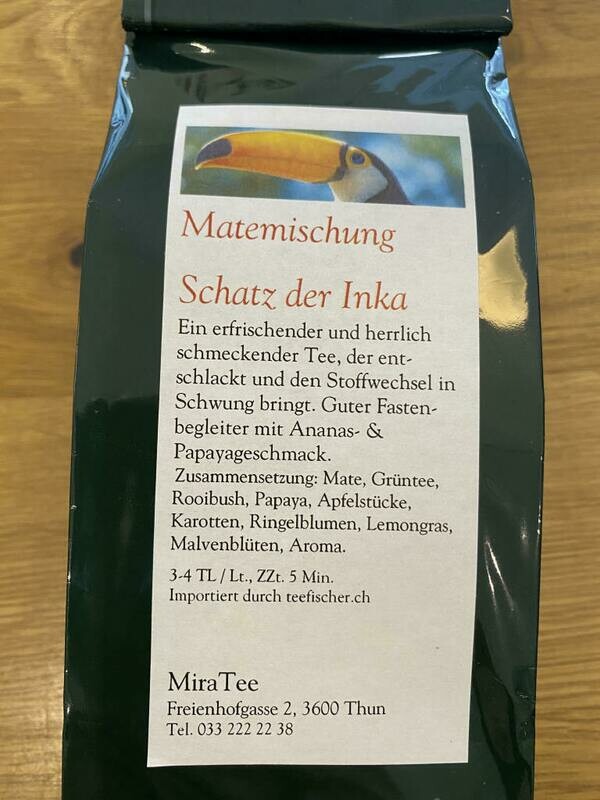 Matemischung
Schatz der Inka
Ein erfrischender und herrlich
schmeckender Tee, der ent-
schlackt und den Stoffwechsel in
Schwung bringt. Guter Fasten-
begleiter mit Ananas- &
Papayageschmack.
Zusammensetzung: Mate, Grüntee,
Rooibush, Papaya, Apfelstücke,
Karotten, Ringelblumen, Lemongras,
Malvenblüten, Aroma.
3-4 TL / Lt., ZZt. 5 Min.
Importiert durch teefischer.ch
MiraTee
Freienhofgasse 2, 3600 Thun
Tel. 033 222 22 38